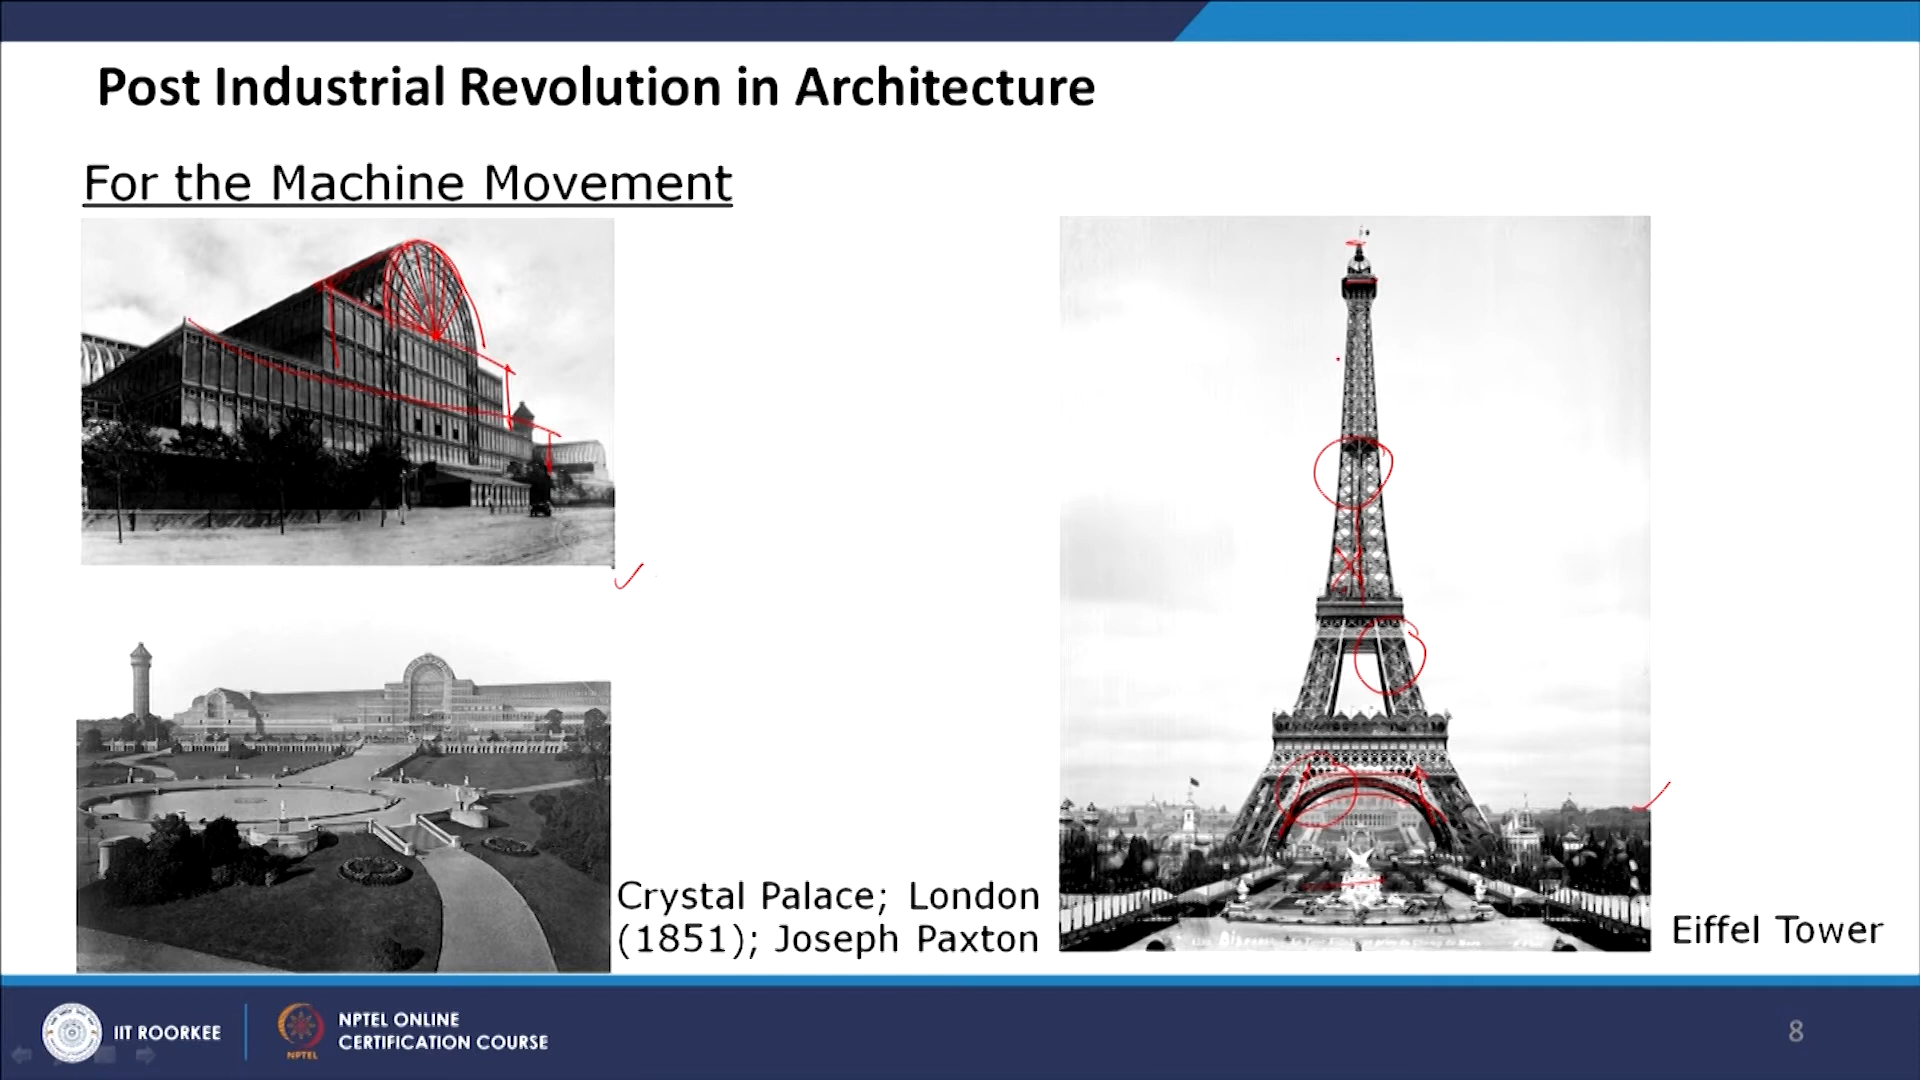 Post Industrial Revolution in Architecture
For the Machine Movement
Crystal Palace; London
(1851); Joseph Paxton
Eiffel Tower
IIT ROORKEE
NPTEL
NPTEL ONLINE
CERTIFICATION COURSE
8